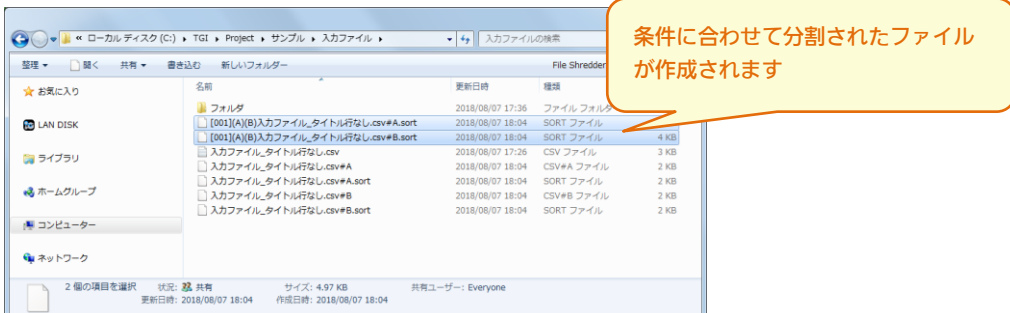 条件に合わせて分割されたファイル
が作成されます
« ローカル ディスク (C:) ▸ TGI ▸ Project ▸ サンプル ▸ 入力ファイル ▸
入力ファイルの検索
整理 ▼ 開く 共有 ▼ 書き込む 新しいフォルダー File Shredder
名前 更新日時 種類
お気に入り
LAN DISK
ライブラリ
ホームグループ
コンピューター
ネットワーク
フォルダ 2018/08/07 17:36 ファイル フォルダ
[001](A)(B)入力ファイル_タイトル行なし.csv#A.sort 2018/08/07 18:04 SORT ファイル
[001](A)(B)入力ファイル_タイトル行なし.csv#B.sort 2018/08/07 18:04 SORT ファイル 4 KB
入力ファイル_タイトル行なし.csv 2018/08/07 17:26 CSV ファイル 3 KB
入力ファイル_タイトル行なし.csv#A 2018/08/07 18:04 CSV#A ファイル 2 KB
入力ファイル_タイトル行なし.csv#A.sort 2018/08/07 18:04 SORT ファイル 2 KB
入力ファイル_タイトル行なし.csv#B 2018/08/07 18:04 CSV#B ファイル 2 KB
入力ファイル_タイトル行なし.csv#B.sort 2018/08/07 18:04 SORT ファイル 2 KB
2 個の項目を選択 状況: 共有 サイズ: 4.97 KB 共有ユーザー: Everyone
更新日時: 2018/08/07 18:04 作成日時: 2018/08/07 18:04